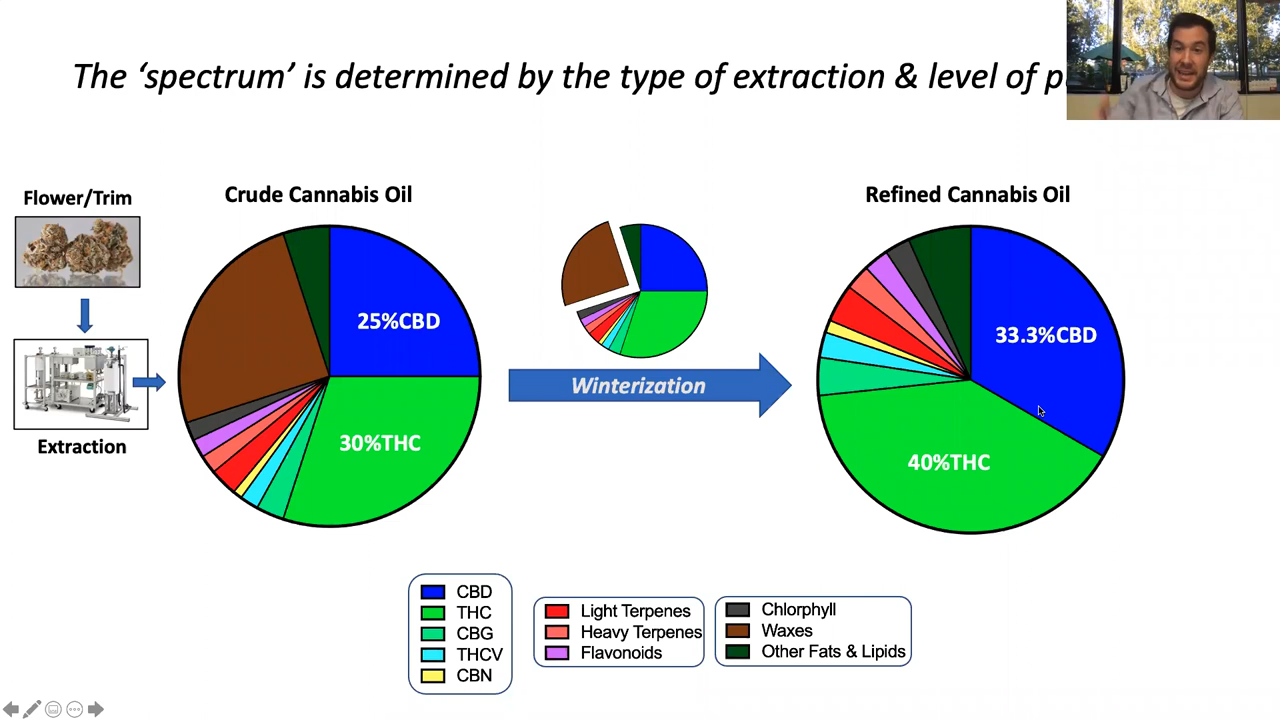 The ‘spectrum’ is determined by the type of extraction & level of
Flower/Trim
Extraction
Crude Cannabis Oil
25%CBD
30%THC
Winterization
Refined Cannabis Oil
33.3%CBD
40%THC
CBD
THC
CBG
THCV
CBN
Light Terpenes
Heavy Terpenes
Flavonoids
Chlorphyll
Waxes
Other Fats & Lipids